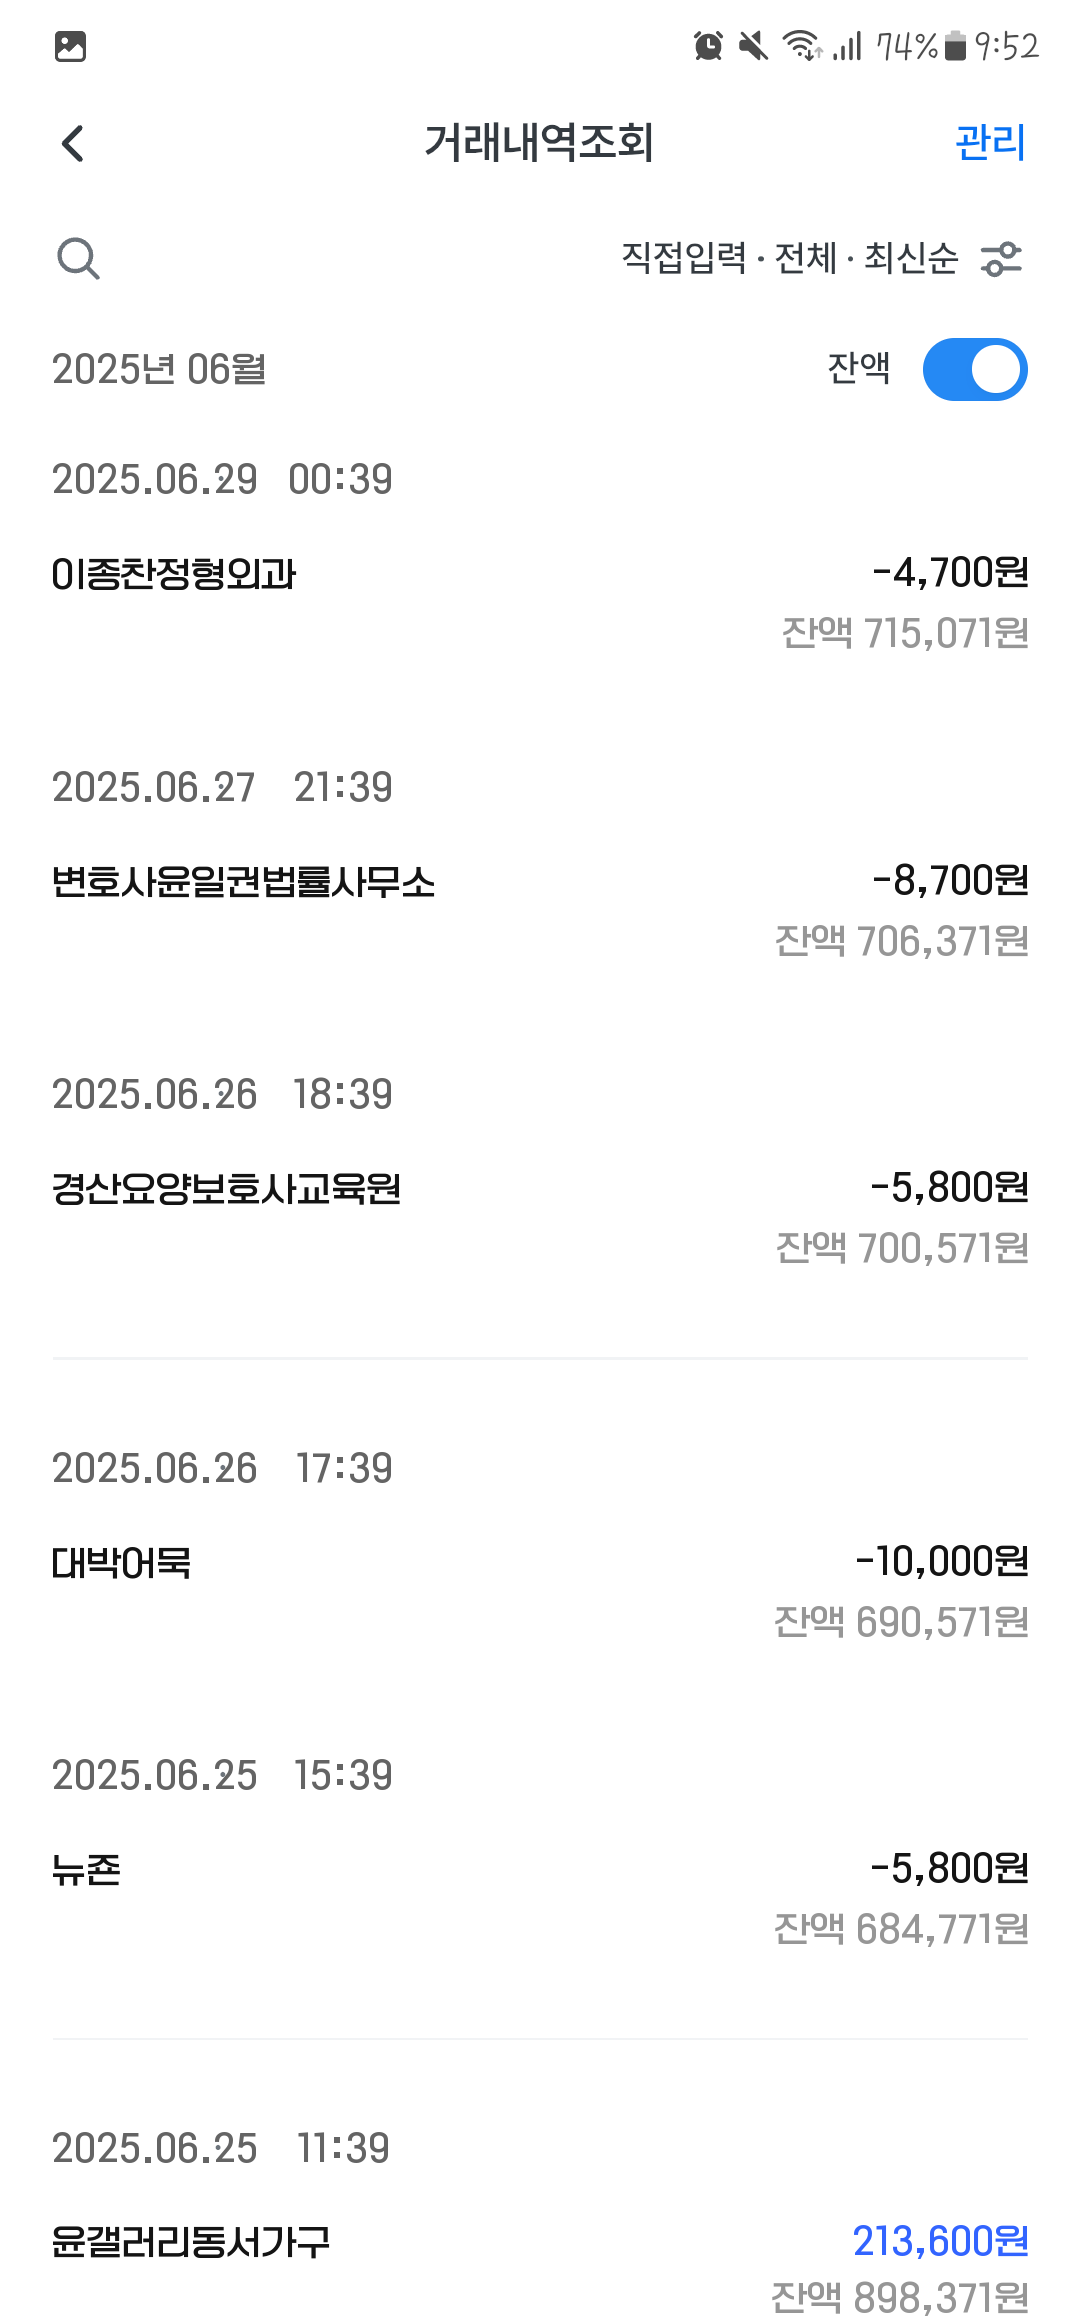 74% 9:52
거래내역조회 관리
직접입력 · 전체 · 최신순
2025년 06월 잔액
2025.06.29 00:39
이종찬정형외과 -4,700원
잔액 715,071원
2025.06.27 21:39
변호사윤일권법률사무소 -8,700원
잔액 706,371원
2025.06.26 18:39
경산요양보호사교육원 -5,800원
잔액 700,571원
2025.06.26 17:39
대박어묵 -10,000원
잔액 690,571원
2025.06.25 15:39
뉴죤 -5,800원
잔액 684,771원
2025.06.25 11:39
윤갤러리동서가구 213,600원
잔액 898,371원